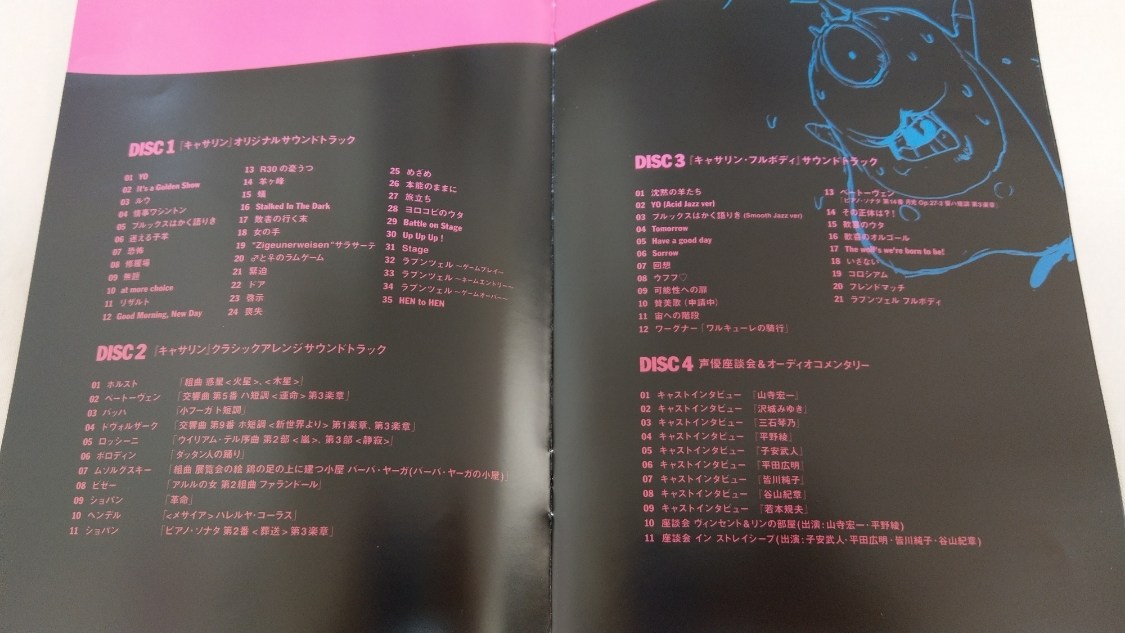 DISC 1 『キャサリン』オリジナルサウンドトラック
01 YO
02 It's a Golden Show
03 ルウ
04 情事ワシントン
05 ブルックスはかく語りき
06 迷える子羊
07 恐怖
08 修羅場
09 無題
10 at more choice
11 リザルト
12 Good Morning, New Day
13 R30 の憂うつ
14 羊ヶ峰
15 蟻
16 Stalked In The Dark
17 敗者の行く末
18 女の手
19 "Zigeunerweisen"サラサーテ
20 ♂と♀のラムゲーム
21 緊迫
22 ドア
23 啓示
24 喪失
25 めざめ
26 本能のままに
27 旅立ち
28 ヨロコビのウタ
29 Battle on Stage
30 Up Up Up !
31 Stage
32 ラプンツェル 〜ゲームプレイ〜
33 ラプンツェル 〜ネームエントリー〜
34 ラプンツェル 〜ゲームオーバー〜
35 HEN to HEN
DISC 2 『キャサリン』クラシックアレンジサウンドトラック
01 ホルスト 「組曲 惑星<火星>、<木星>」
02 ベートーヴェン 「交響曲 第5番 ハ短調<運命> 第3楽章」
03 バッハ 「小フーガ ト短調」
04 ドヴォルザーク 「交響曲 第9番 ホ短調<新世界より> 第1楽章、第3楽章」
05 ロッシーニ 「ウイリアム・テル序曲 第2部<嵐>、第3部<静寂>」
06 ボロディン 「ダッタン人の踊り」
07 ムソルグスキー 「組曲 展覧会の絵 鶏の足の上に建つ小屋 バーバ・ヤーガ(バーバ・ヤーガの小屋)」
08 ビゼー 「アルルの女 第2組曲 ファランドール」
09 ショパン 「革命」
10 ヘンデル 「<メサイア>ハレルヤ・コーラス」
11 ショパン 「ピアノ・ソナタ 第2番<葬送> 第3楽章」
DISC 3 『キャサリン・フルボディ』サウンドトラック
01 沈黙の羊たち
02 YO (Acid Jazz ver)
03 ブルックスはかく語りき (Smooth Jazz ver)
04 Tomorrow
05 Have a good day
06 Sorrow
07 回想
08 ウフフ♡
09 可能性への扉
10 賛美歌 (申請中)
11 宙への階段
12 ワーグナー 「ワルキューレの騎行」
13 ベートーヴェン
「ピアノ・ソナタ 第14番 月光 Op.27-2 嬰ハ短調 第3楽章」
14 その正体は?!
15 歓喜のウタ
16 歓喜のオルゴール
17 The wolf's we're born to be!
18 いざない
19 コロシアム
20 フレンドマッチ
21 ラプンツェル フルボディ
DISC 4 声優座談会&オーディオコメンタリー
01 キャストインタビュー 「山寺宏一」
02 キャストインタビュー 「沢城みゆき」
03 キャストインタビュー 「三石琴乃」
04 キャストインタビュー 「平野綾」
05 キャストインタビュー 「子安武人」
06 キャストインタビュー 「平田広明」
07 キャストインタビュー 「皆川純子」
08 キャストインタビュー 「谷山紀章」
09 キャストインタビュー 「若本規夫」
10 座談会 ヴィンセント&リンの部屋(出演:山寺宏一・平野綾)
11 座談会 イン ストレイシープ(出演:子安武人・平田広明・皆川純子・谷山紀章)